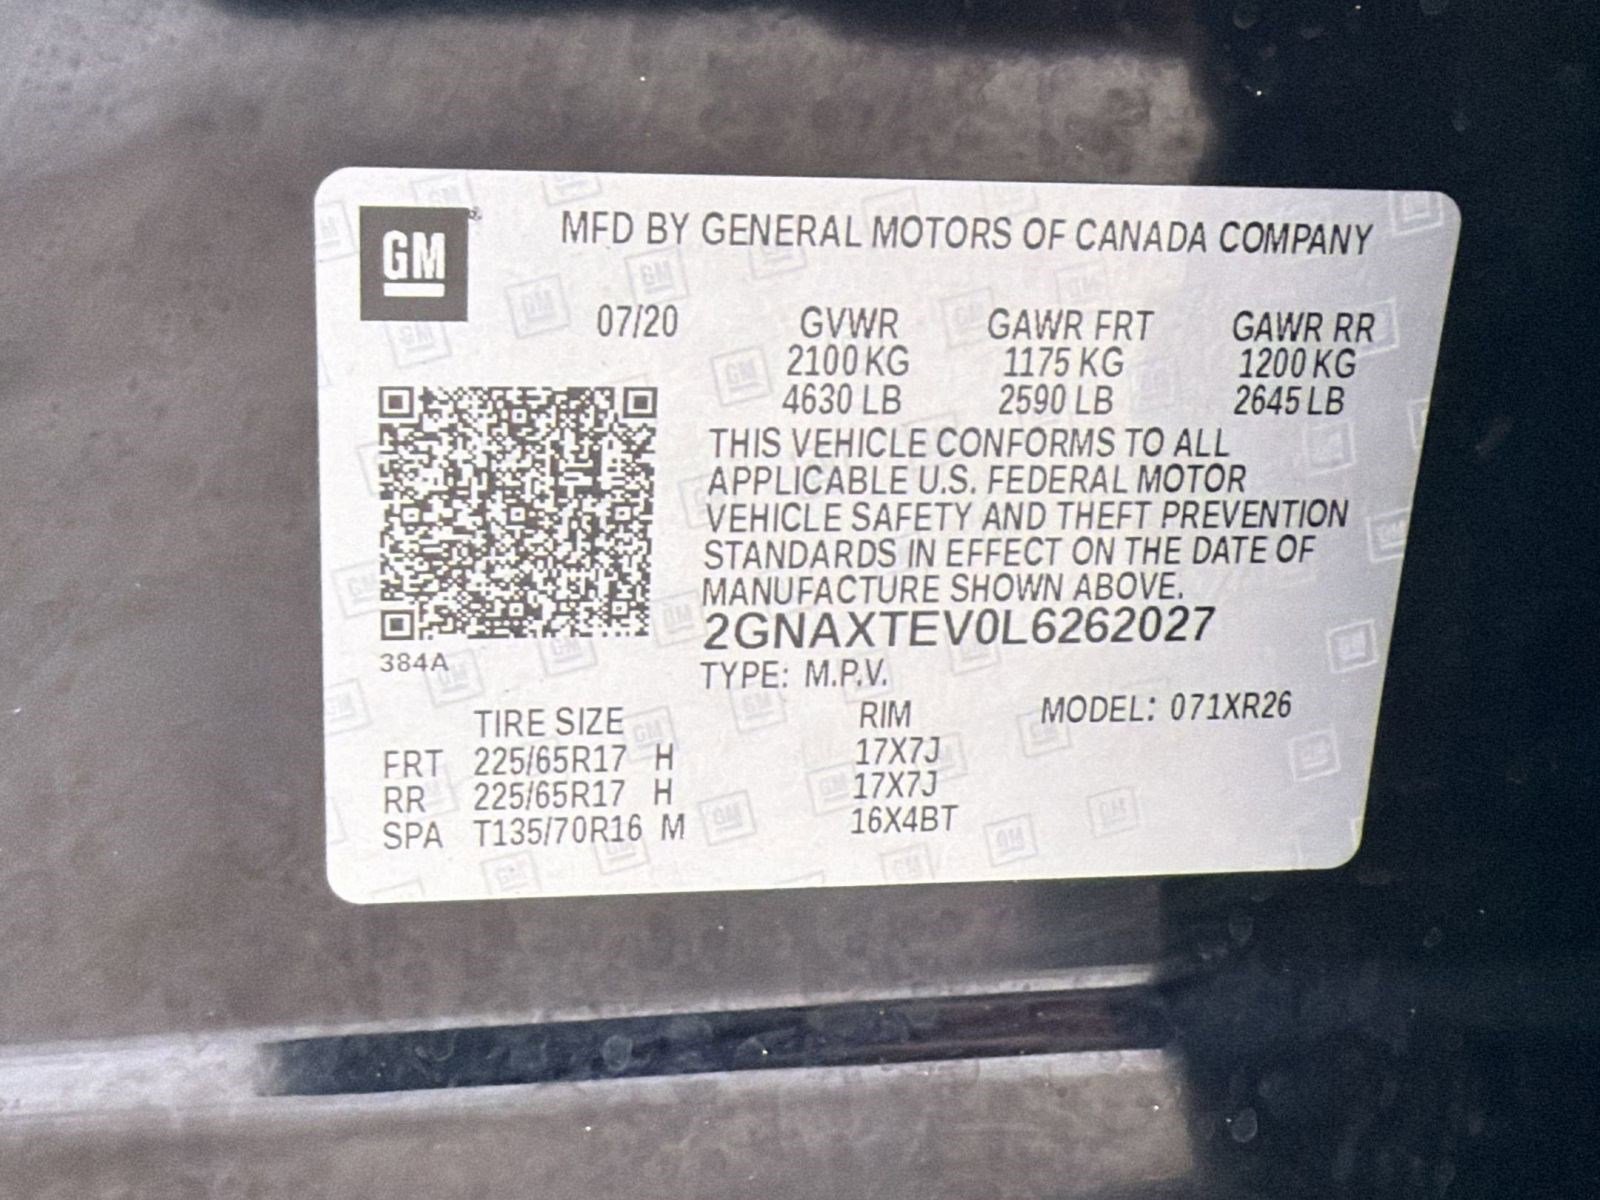 GM
®
MFD BY GENERAL MOTORS OF CANADA COMPANY
07/20 GVWR GAWR FRT GAWR RR
2100 KG 1175 KG 1200 KG
4630 LB 2590 LB 2645 LB
THIS VEHICLE CONFORMS TO ALL
APPLICABLE U.S. FEDERAL MOTOR
VEHICLE SAFETY AND THEFT PREVENTION
STANDARDS IN EFFECT ON THE DATE OF
MANUFACTURE SHOWN ABOVE.
2GNAXTEV0L6262027
384A
TYPE: M.P.V.
TIRE SIZE RIM MODEL: 071XR26
FRT 225/65R17 H 17X7J
RR 225/65R17 H 17X7J
SPA T135/70R16 M 16X4BT